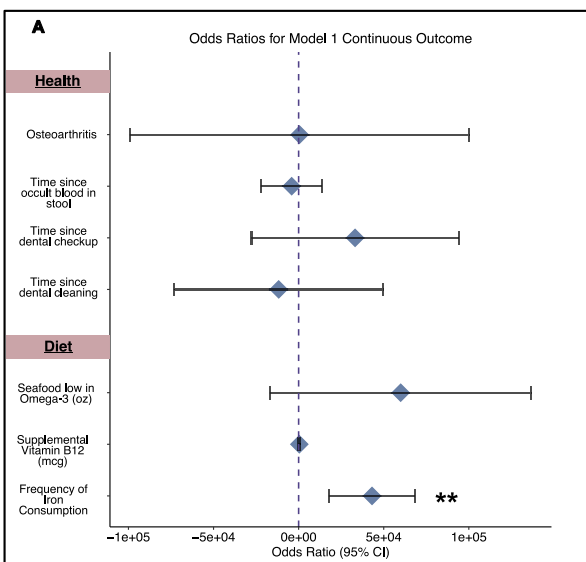 A
Odds Ratios for Model 1 Continuous Outcome
Health
Osteoarthritis
Time since
occult blood in
stool
Time since
dental checkup
Time since
dental cleaning
Diet
Seafood low in
Omega-3 (oz)
Supplemental
Vitamin B12
(mcg)
Frequency of
Iron
Consumption
**
−1e+05 −5e+04 0e+00 5e+04 1e+05
Odds Ratio (95% CI)